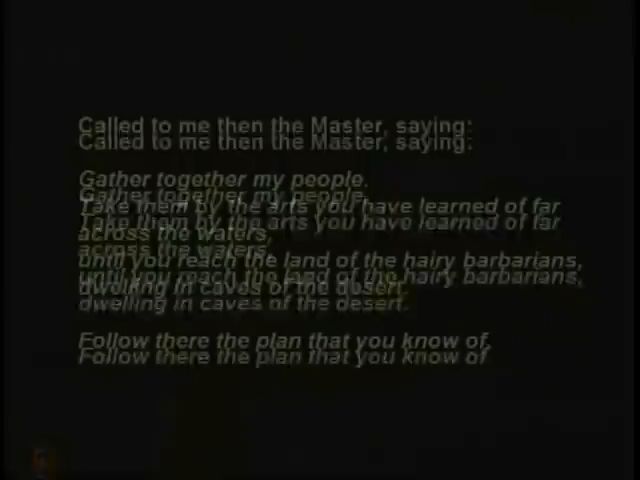 Called to me then the Master, saying:
Gather together my people.
Take them by the arts you have learned of far
across the waters,
until you reach the land of the hairy barbarians,
dwelling in caves of the desert.
Follow there the plan that you know of,